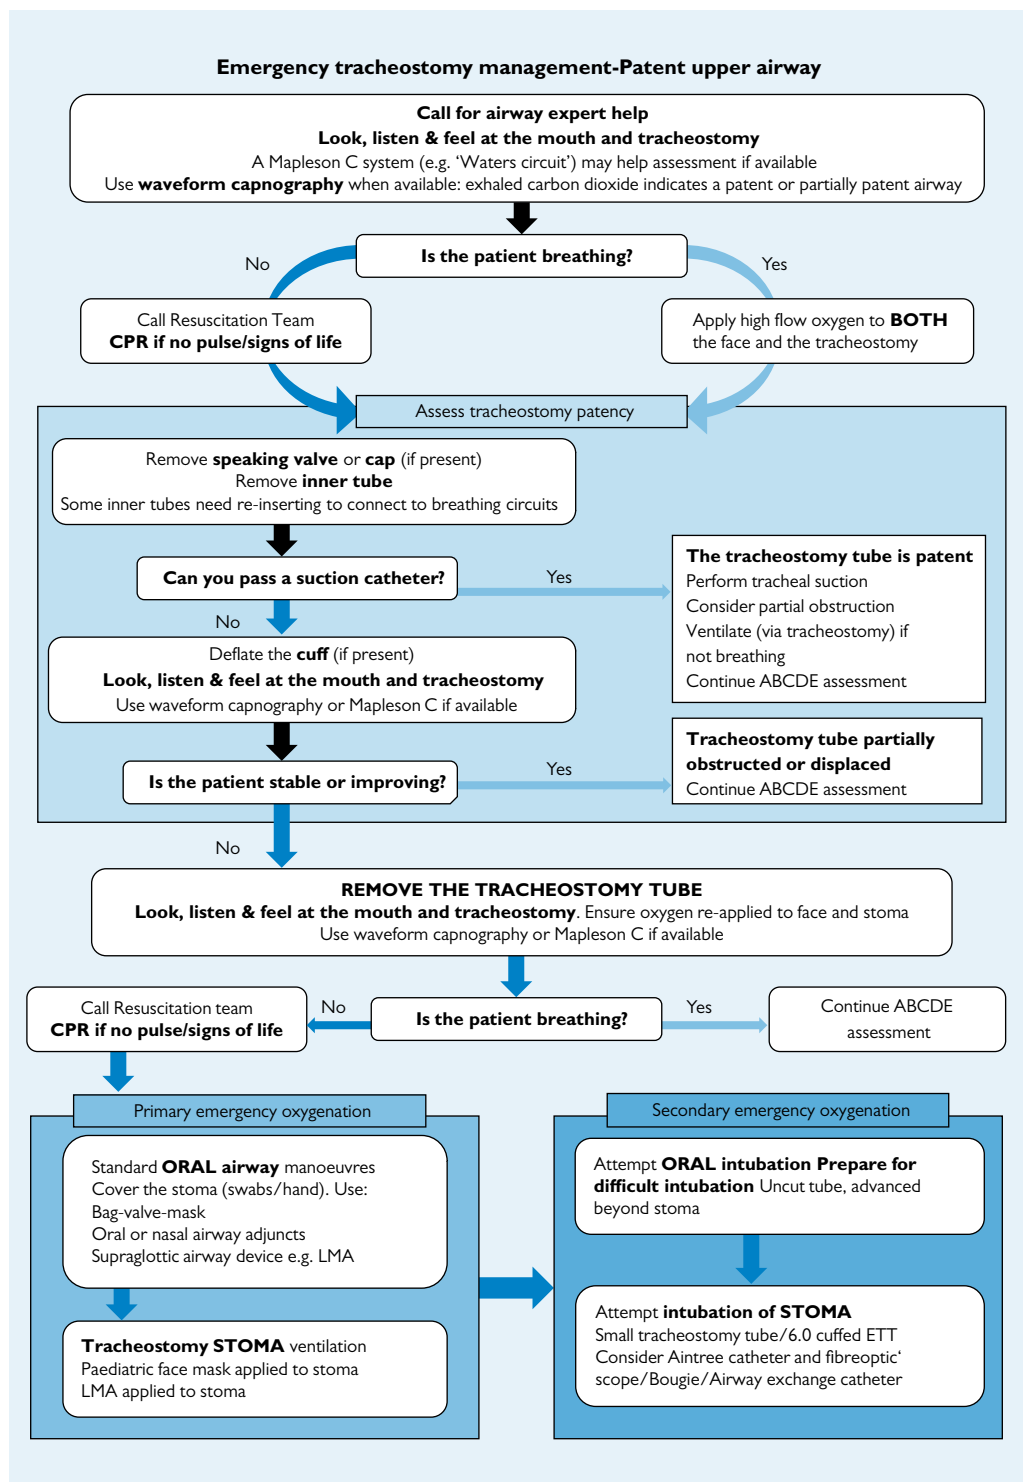 Emergency tracheostomy management-Patent upper airway
Call for airway expert help
Look, listen & feel at the mouth and tracheostomy
A Mapleson C system (e.g. ‘Waters circuit’) may help assessment if available
Use waveform capnography when available: exhaled carbon dioxide indicates a patent or partially patent airway
Is the patient breathing?
No
Yes
Call Resuscitation Team
CPR if no pulse/signs of life
Apply high flow oxygen to BOTH
the face and the tracheostomy
Assess tracheostomy patency
Remove speaking valve or cap (if present)
Remove inner tube
Some inner tubes need re-inserting to connect to breathing circuits
Can you pass a suction catheter?
Yes
No
The tracheostomy tube is patent
Perform tracheal suction
Consider partial obstruction
Ventilate (via tracheostomy) if
not breathing
Continue ABCDE assessment
Deflate the cuff (if present)
Look, listen & feel at the mouth and tracheostomy
Use waveform capnography or Mapleson C if available
Is the patient stable or improving?
Yes
No
Tracheostomy tube partially
obstructed or displaced
Continue ABCDE assessment
REMOVE THE TRACHEOSTOMY TUBE
Look, listen & feel at the mouth and tracheostomy. Ensure oxygen re-applied to face and stoma
Use waveform capnography or Mapleson C if available
Call Resuscitation team
CPR if no pulse/signs of life
No
Is the patient breathing?
Yes
Continue ABCDE
assessment
Primary emergency oxygenation
Standard ORAL airway manoeuvres
Cover the stoma (swabs/hand). Use:
Bag-valve-mask
Oral or nasal airway adjuncts
Supraglottic airway device e.g. LMA
Tracheostomy STOMA ventilation
Paediatric face mask applied to stoma
LMA applied to stoma
Secondary emergency oxygenation
Attempt ORAL intubation Prepare for
difficult intubation Uncut tube, advanced
beyond stoma
Attempt intubation of STOMA
Small tracheostomy tube/6.0 cuffed ETT
Consider Aintree catheter and fibreoptic‘
scope/Bougie/Airway exchange catheter